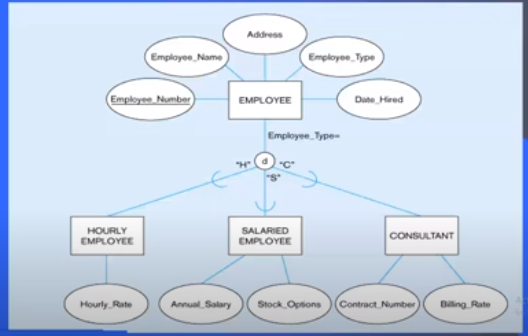 Address
Employee_Name
Employee_Type
Employee_Number
EMPLOYEE
Date_Hired
Employee_Type=
"H"
d
"C"
"S"
HOURLY
EMPLOYEE
SALARIED
EMPLOYEE
CONSULTANT
Hourly_Rate
Annual_Salary
Stock_Options
Contract_Number
Billing_Rate